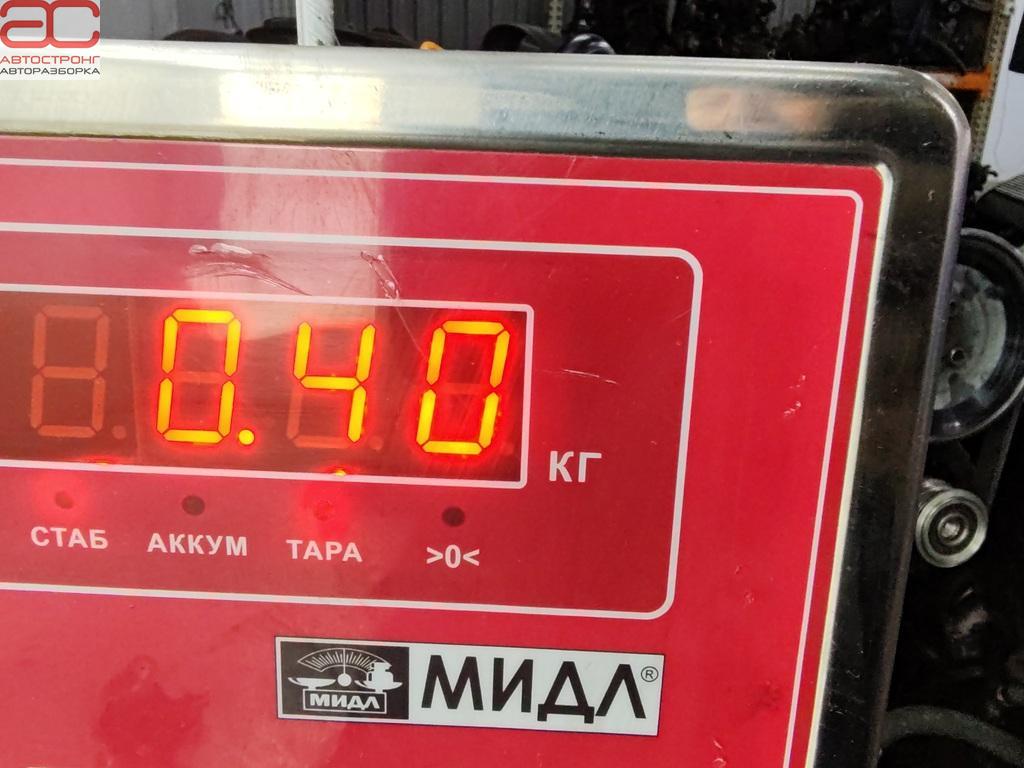 АС
АВТОСТРОНГ
АВТОРАЗБОРКА
0.40
КГ
СТАБ АККУМ ТАРА >0<
МИДЛ МИДЛ®